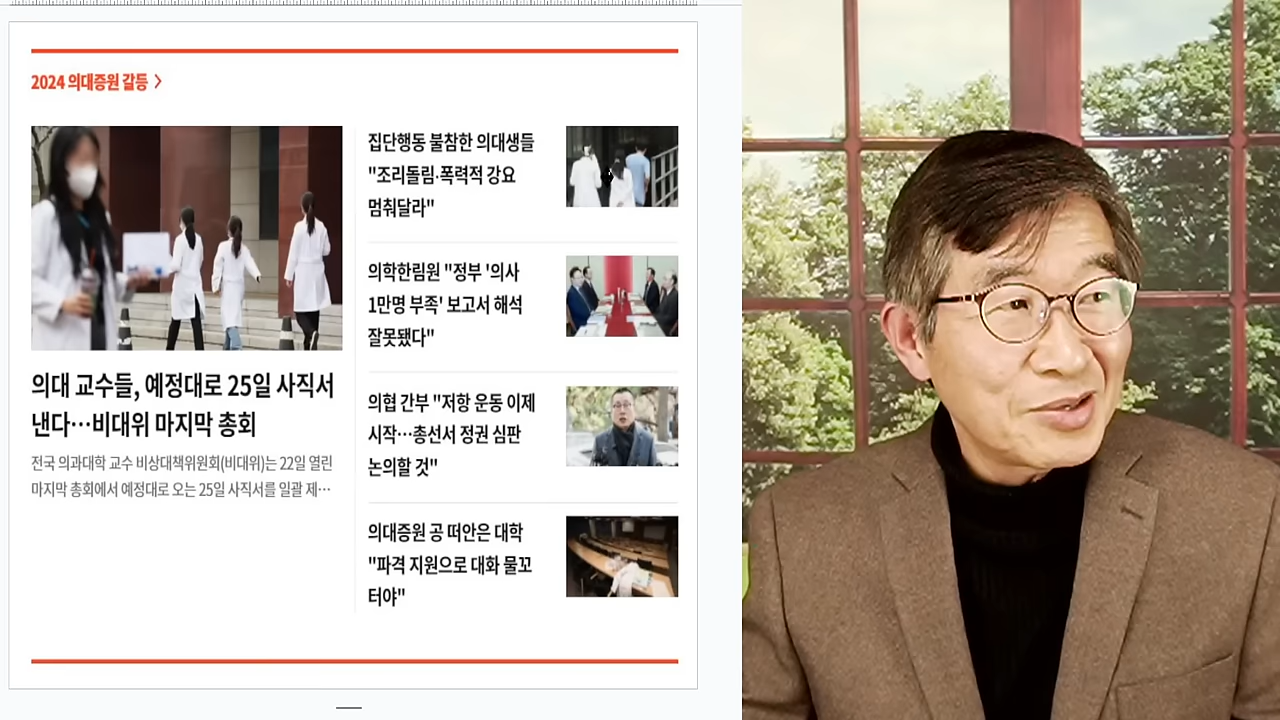 2024 의대증원 갈등 >
의대 교수들, 예정대로 25일 사직서
낸다…비대위 마지막 총회
전국 의과대학 교수 비상대책위원회(비대위)는 22일 열린
마지막 총회에서 예정대로 오는 25일 사직서를 일괄 제…
집단행동 불참한 의대생들
"조리돌림·폭력적 강요
멈춰달라"
의학한림원 "정부 '의사
1만명 부족' 보고서 해석
잘못됐다"
의협 간부 "저항 운동 이제
시작…총선서 정권 심판
논의할 것"
의대증원 공 떠안은 대학
"파격 지원으로 대화 물꼬
터야"